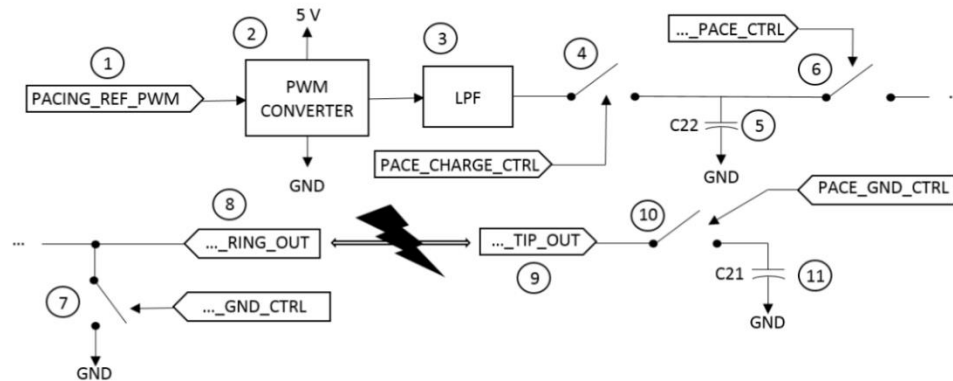 5 V
..._PACE_CTRL
1
2
3
4
6
PACING_REF_PWM
PWM
CONVERTER
LPF
...
C22
5
PACE_CHARGE_CTRL
GND
GND
PACE_GND_CTRL
8
10
...
..._RING_OUT
..._TIP_OUT
9
C21
11
7
..._GND_CTRL
GND
GND